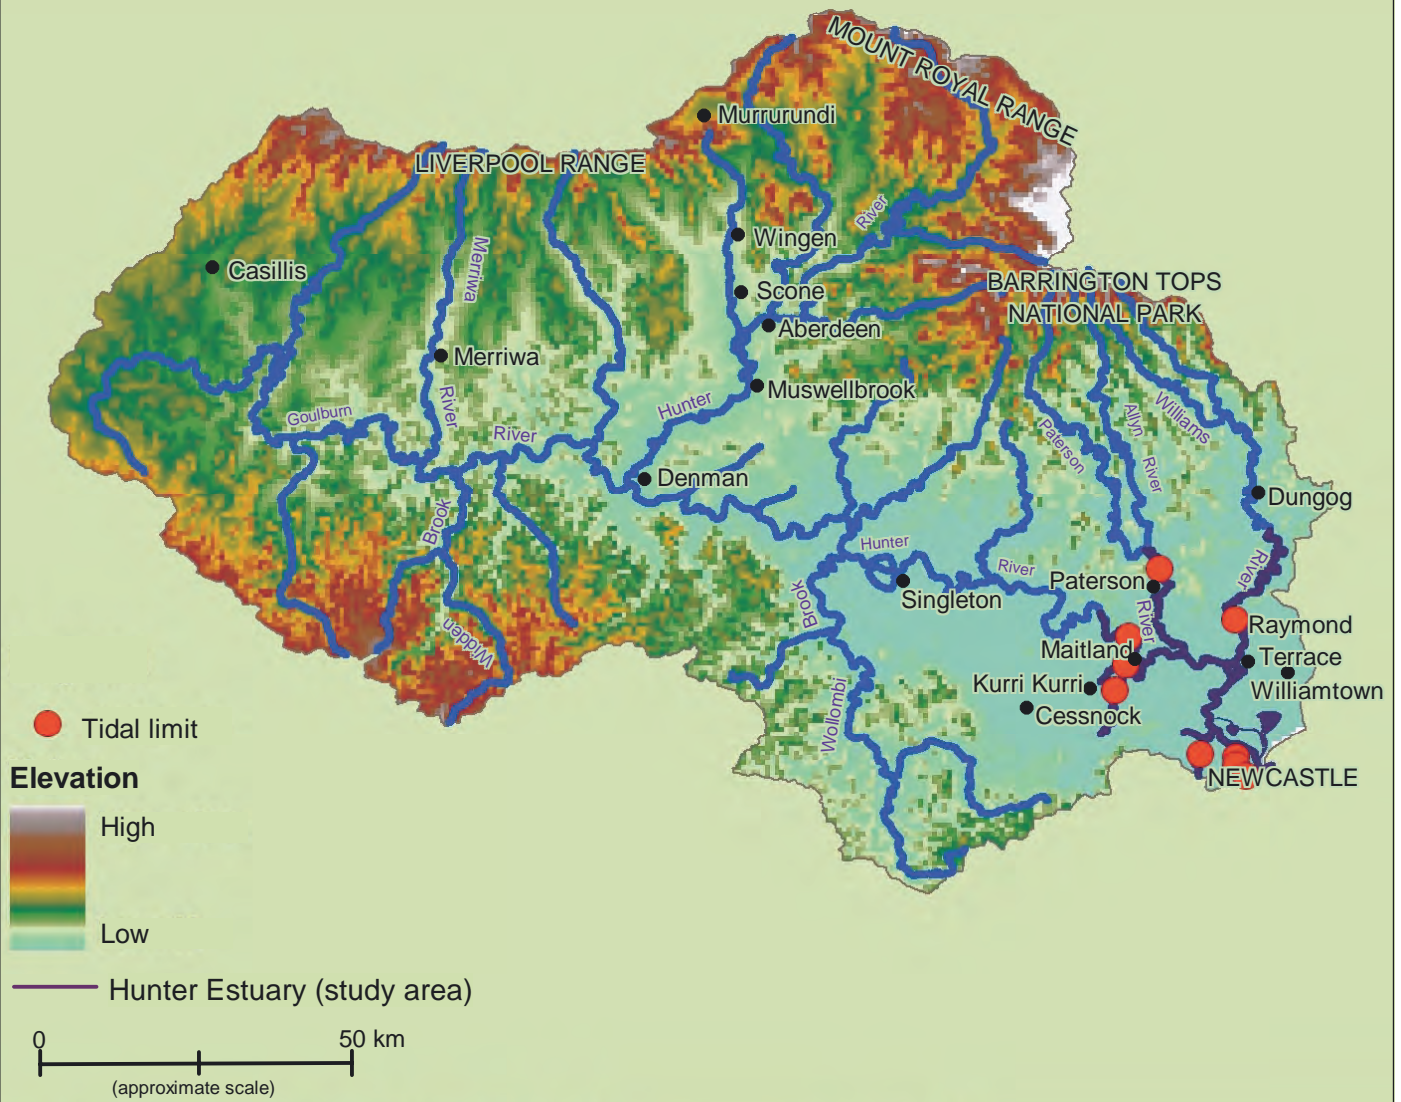 MOUNT ROYAL RANGE
Murrurundi
LIVERPOOL RANGE
River
Wingen
Merriwa
Casillis
BARRINGTON TOPS
NATIONAL PARK
Scone
Aberdeen
Merriwa
Muswellbrook
River
Goulburn
Hunter
River
Williams
Allyn
Paterson
River
Denman
Dungog
Brook
Hunter
River
River
Paterson
Singleton
Brook
River
Raymond
Terrace
Widden
Maitland
Kurri Kurri
Williamtown
Wollombi
Cessnock
NEWCASTLE
Tidal limit
Elevation
High
Low
Hunter Estuary (study area)
0 50 km
(approximate scale)